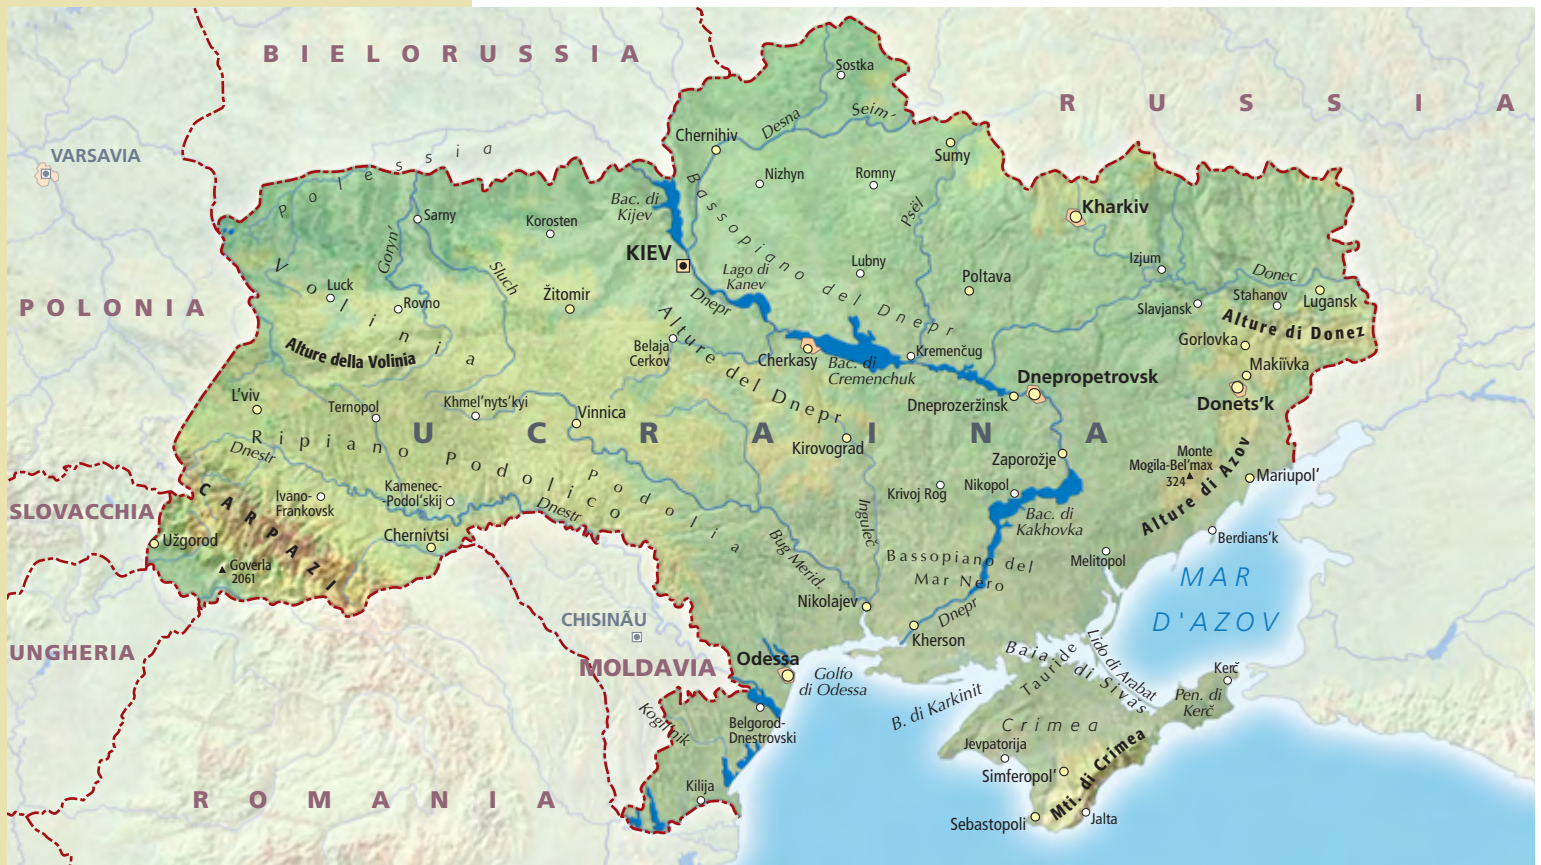 BIELORUSSIA
RUSSIA
VARSAVIA
POLONIA
SLOVACCHIA
UNGHERIA
ROMANIA
MOLDAVIA
CHISINÃU
UCRAINA
Sostka
Desna
Seim'
Chernihiv
Sumy
Nizhyn
Romny
Psël
Polessia
Sarny
Goryn'
Korosten
Bac. di
Kijev
KIEV
Bassopiano del Dnepr
Kharkiv
Izjum
Donec
Lubny
Poltava
Lago di
Kanev
Dnepr
Volinia
Luck
Rovno
Sluch
Žitomir
Alture della Volinia
Belaja
Cerkov
Alture del Dnepr
Cherkasy
Bac. di
Cremenchuk
Kremenčug
Slavjansk
Stahanov
Lugansk
Alture di Donez
Gorlovka
Makiïvka
Donets'k
Dnepropetrovsk
Dneprozeržinsk
L'viv
Ternopol
Khmel'nyts'kyi
Vinnica
Kirovograd
Ripiano Podolico
Podolia
Dnestr
Zaporožje
Monte
Mogila-Bel'max
324
Alture di Azov
Mariupol'
Ivano-
Frankovsk
Kamenec-
-Podol'skij
Dnestr
Chernivtsi
CARPAZI
Užgorod
Goverla
2061
Krivoj Rog
Nikopol
Inguleč
Bac. di
Kakhovka
Melitopol
Berdians'k
Bug Merid.
Bassopiano del
Mar Nero
Nikolajev
Dnepr
Kherson
MAR
D'AZOV
Odessa
Golfo
di Odessa
B. di Karkinit
Tauride
Baia di Sivaš
Lido di Arabat
Kerč
Pen. di
Kerč
Crimea
Jevpatorija
Simferopol'
Mti. di Crimea
Sebastopoli
Jalta
Kogil'nik
Belgorod-
Dnestrovski
Kilija